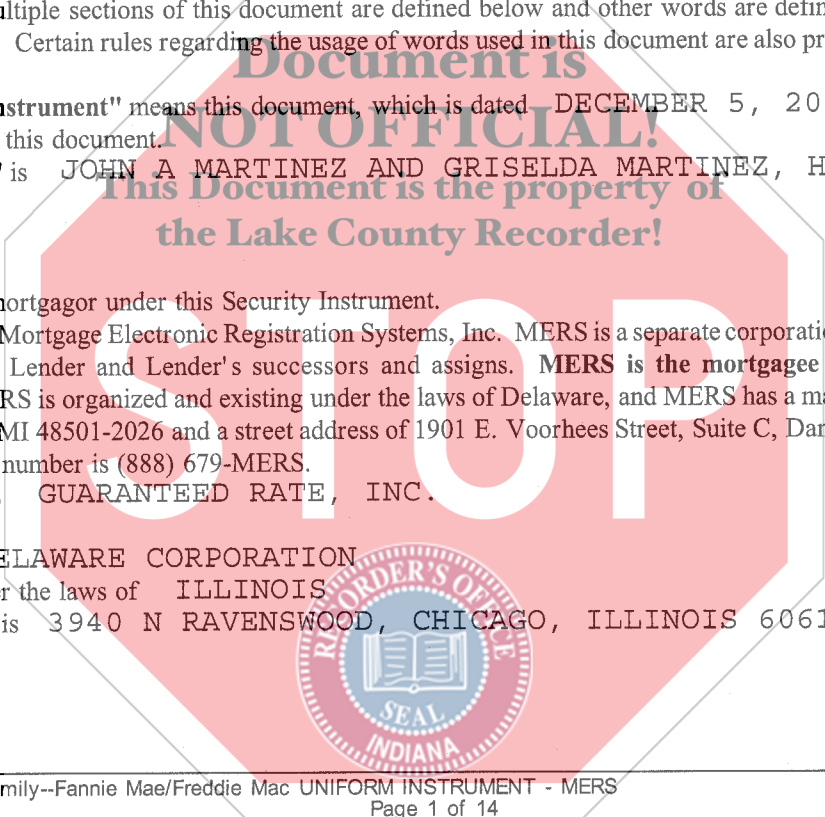 ultiple sections of this document are defined below and other words are defin
Certain rules regarding the usage of words used in this document are also pr
Document is
nstrument" means this document, which is dated DECEMBER 5, 20
NOT OFFICIAL!
this document.
is JOHN A MARTINEZ AND GRISELDA MARTINEZ, H
This Document is the property of
the Lake County Recorder!
nortgagor under this Security Instrument.
STOP
Mortgage Electronic Registration Systems, Inc. MERS is a separate corporati
Lender and Lender's successors and assigns. MERS is the mortgagee
RS is organized and existing under the laws of Delaware, and MERS has a ma
MI 48501-2026 and a street address of 1901 E. Voorhees Street, Suite C, Dan
number is (888) 679-MERS.
GUARANTEED RATE, INC.
ELAWARE CORPORATION
r the laws of ILLINOIS
is 3940 N RAVENSWOOD, CHICAGO, ILLINOIS 6061
RECORDER'S OFFICE
SEAL
INDIANA
mily--Fannie Mae/Freddie Mac UNIFORM INSTRUMENT - MERS
Page 1 of 14